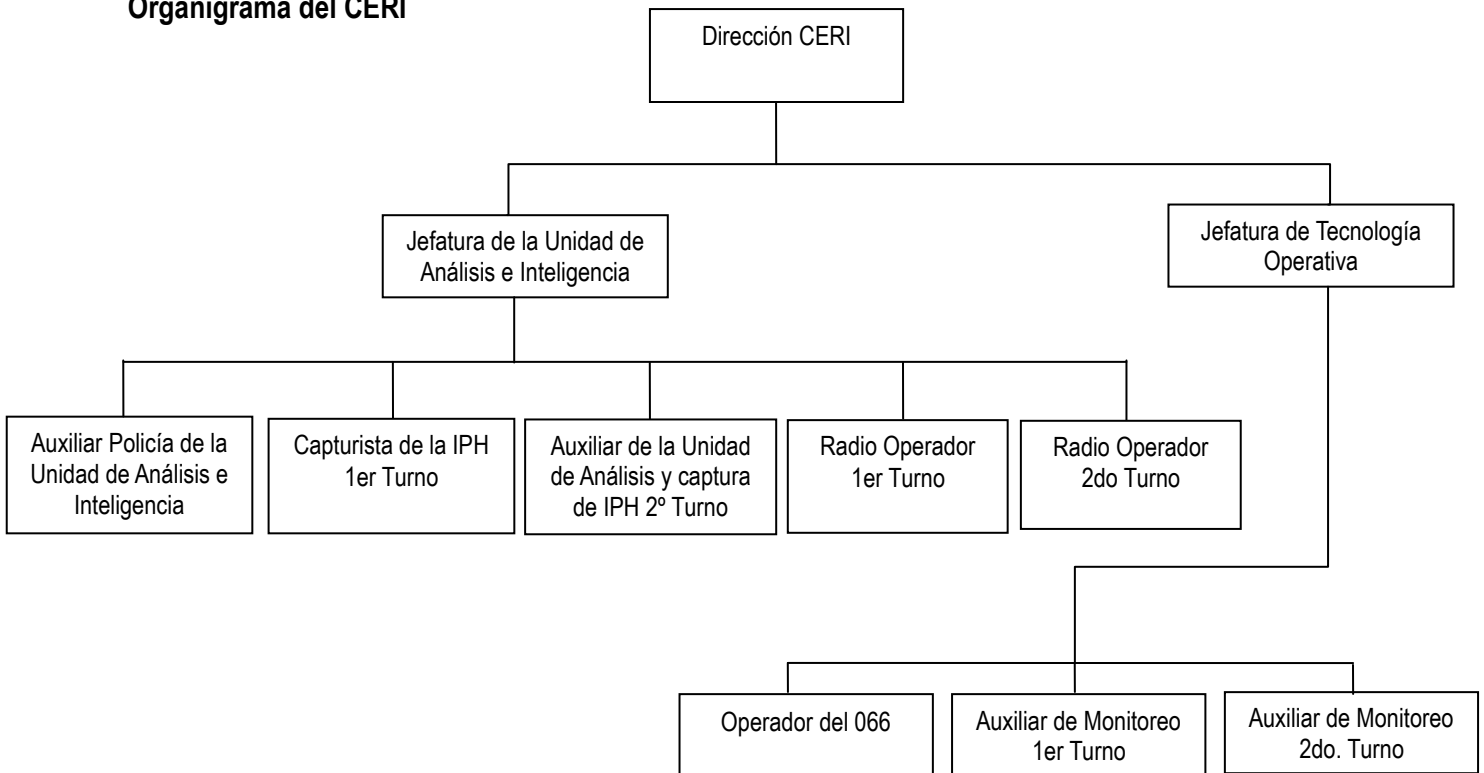 Organigrama del CERI
Dirección CERI
Jefatura de la Unidad de
Análisis e Inteligencia
Jefatura de Tecnología
Operativa
Auxiliar Policía de la
Unidad de Análisis e
Inteligencia
Capturista de la IPH
1er Turno
Auxiliar de la Unidad
de Análisis y captura
de IPH 2º Turno
Radio Operador
1er Turno
Radio Operador
2do Turno
Operador del 066
Auxiliar de Monitoreo
1er Turno
Auxiliar de Monitoreo
2do. Turno